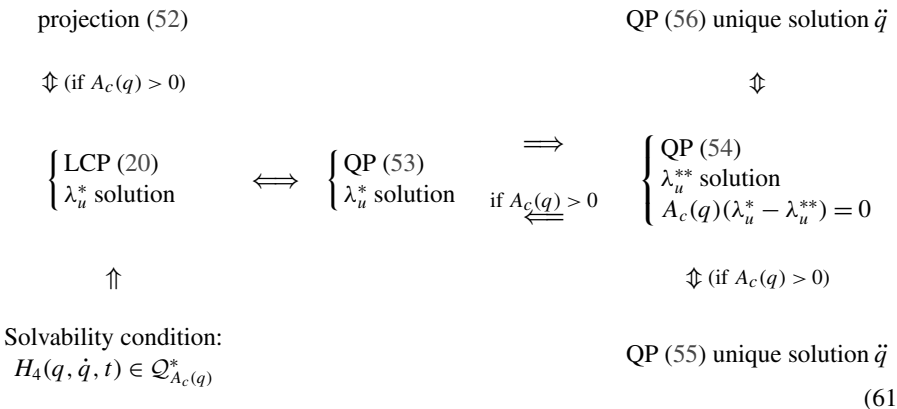 projection (52)
QP (56) unique solution q̈
⇕ (if A_c(q) > 0)
⇕
LCP (20)
λ_u^* solution
⟺
QP (53)
λ_u^* solution
⟹
if A_c(q) > 0
⟸
QP (54)
λ_u^{**} solution
A_c(q)(λ_u^* − λ_u^{**}) = 0
⇑
⇕ (if A_c(q) > 0)
Solvability condition:
H_4(q, q̇, t) ∈ 𝒬^*_{A_c(q)}
QP (55) unique solution q̈
(61